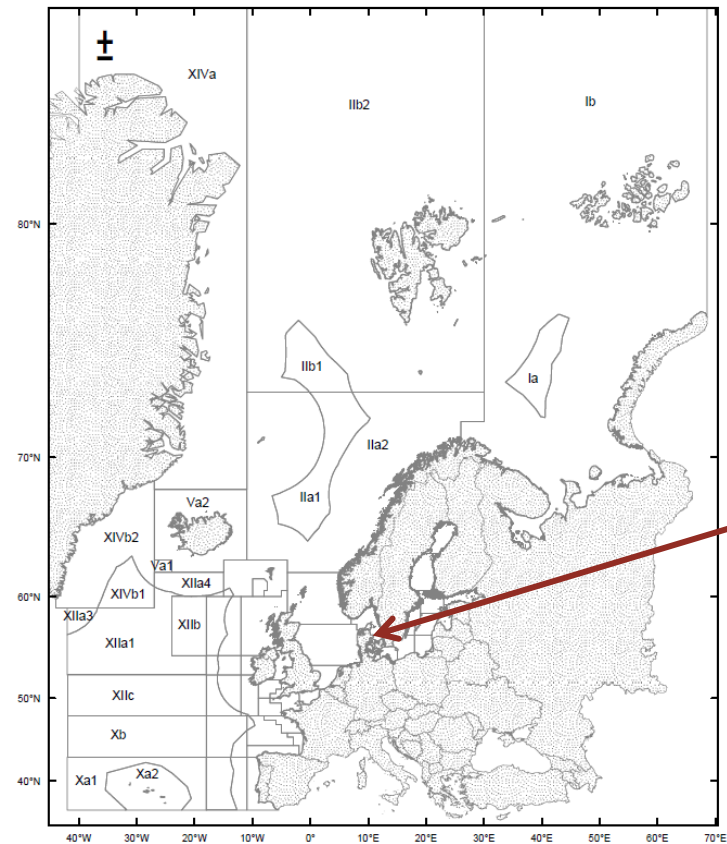 ±
XIVa
IIb2
Ib
80°N
IIb1
Ia
IIa2
70°N
IIa1
Va2
XIVb2
Va1
XIIa4
60°N
XIVb1
XIIa3
XIIb
XIIa1
XIIc
50°N
Xb
Xa1
Xa2
40°N
40°W
30°W
20°W
10°W
0°
10°E
20°E
30°E
40°E
50°E
60°E
70°E